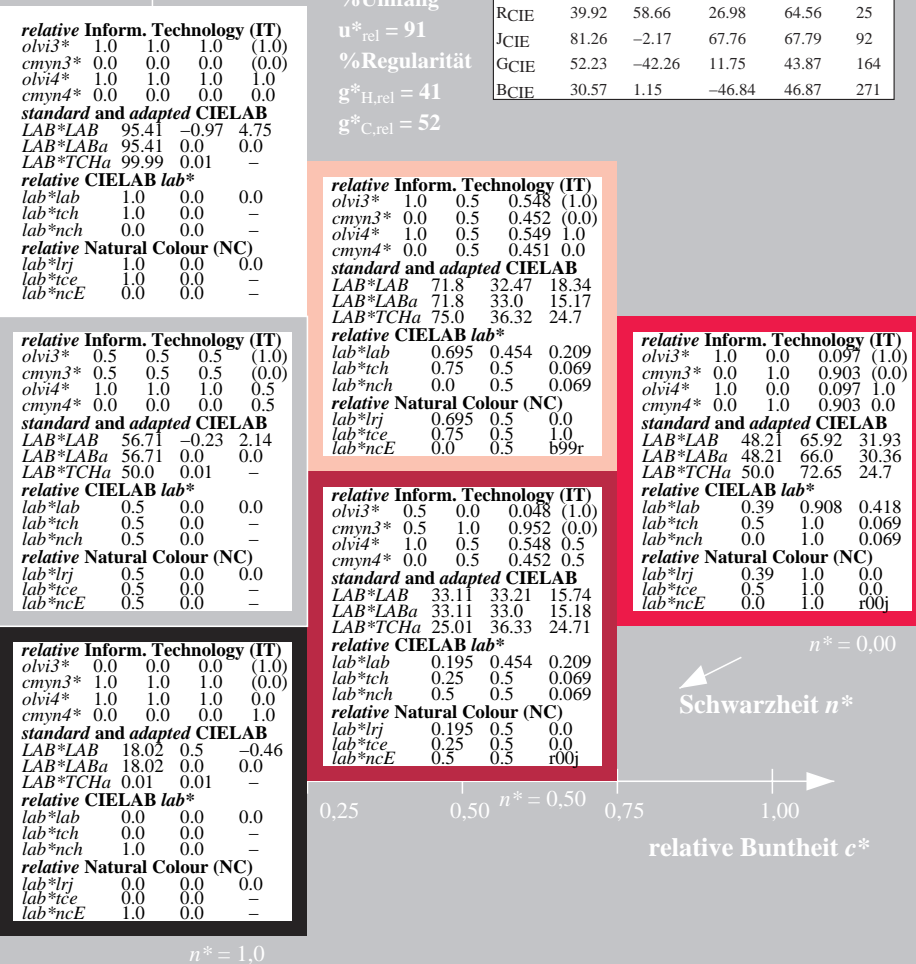 %Umfang
u*rel = 91
%Regularität
g*H,rel = 41
g*C,rel = 52
RCIE 39.92 58.66 26.98 64.56 25
JCIE 81.26 −2.17 67.76 67.79 92
GCIE 52.23 −42.26 11.75 43.87 164
BCIE 30.57 1.15 −46.84 46.87 271
relative Inform. Technology (IT)
olvi3* 1.0 1.0 1.0 (1.0)
cmyn3* 0.0 0.0 0.0 (0.0)
olvi4* 1.0 1.0 1.0 1.0
cmyn4* 0.0 0.0 0.0 0.0
standard and adapted CIELAB
LAB*LAB 95.41 −0.97 4.75
LAB*LABa 95.41 0.0 0.0
LAB*TCHa 99.99 0.01 –
relative CIELAB lab*
lab*lab 1.0 0.0 0.0
lab*tch 1.0 0.0 –
lab*nch 0.0 0.0 –
relative Natural Colour (NC)
lab*lrj 1.0 0.0 0.0
lab*tce 1.0 0.0 –
lab*ncE 0.0 0.0 –
relative Inform. Technology (IT)
olvi3* 1.0 0.5 0.548 (1.0)
cmyn3* 0.0 0.5 0.452 (0.0)
olvi4* 1.0 0.5 0.549 1.0
cmyn4* 0.0 0.5 0.451 0.0
standard and adapted CIELAB
LAB*LAB 71.8 32.47 18.34
LAB*LABa 71.8 33.0 15.17
LAB*TCHa 75.0 36.32 24.7
relative CIELAB lab*
lab*lab 0.695 0.454 0.209
lab*tch 0.75 0.5 0.069
lab*nch 0.0 0.5 0.069
relative Natural Colour (NC)
lab*lrj 0.695 0.5 0.0
lab*tce 0.75 0.5 1.0
lab*ncE 0.0 0.5 b99r
relative Inform. Technology (IT)
olvi3* 0.5 0.5 0.5 (1.0)
cmyn3* 0.5 0.5 0.5 (0.0)
olvi4* 1.0 1.0 1.0 0.5
cmyn4* 0.0 0.0 0.0 0.5
standard and adapted CIELAB
LAB*LAB 56.71 −0.23 2.14
LAB*LABa 56.71 0.0 0.0
LAB*TCHa 50.0 0.01 –
relative CIELAB lab*
lab*lab 0.5 0.0 0.0
lab*tch 0.5 0.0 –
lab*nch 0.5 0.0 –
relative Natural Colour (NC)
lab*lrj 0.5 0.0 0.0
lab*tce 0.5 0.0 –
lab*ncE 0.5 0.0 –
relative Inform. Technology (IT)
olvi3* 1.0 0.0 0.097 (1.0)
cmyn3* 0.0 1.0 0.903 (0.0)
olvi4* 1.0 0.0 0.097 1.0
cmyn4* 0.0 1.0 0.903 0.0
standard and adapted CIELAB
LAB*LAB 48.21 65.92 31.93
LAB*LABa 48.21 66.0 30.36
LAB*TCHa 50.0 72.65 24.7
relative CIELAB lab*
lab*lab 0.39 0.908 0.418
lab*tch 0.5 1.0 0.069
lab*nch 0.0 1.0 0.069
relative Natural Colour (NC)
lab*lrj 0.39 1.0 0.0
lab*tce 0.5 1.0 0.0
lab*ncE 0.0 1.0 r00j
relative Inform. Technology (IT)
olvi3* 0.5 0.0 0.048 (1.0)
cmyn3* 0.5 1.0 0.952 (0.0)
olvi4* 1.0 0.5 0.548 0.5
cmyn4* 0.0 0.5 0.452 0.5
standard and adapted CIELAB
LAB*LAB 33.11 33.21 15.74
LAB*LABa 33.11 33.0 15.18
LAB*TCHa 25.01 36.33 24.71
relative CIELAB lab*
lab*lab 0.195 0.454 0.209
lab*tch 0.25 0.5 0.069
lab*nch 0.5 0.5 0.069
relative Natural Colour (NC)
lab*lrj 0.195 0.5 0.0
lab*tce 0.25 0.5 0.0
lab*ncE 0.5 0.5 r00j
relative Inform. Technology (IT)
olvi3* 0.0 0.0 0.0 (1.0)
cmyn3* 1.0 1.0 1.0 (0.0)
olvi4* 1.0 1.0 1.0 0.0
cmyn4* 0.0 0.0 0.0 1.0
standard and adapted CIELAB
LAB*LAB 18.02 0.5 −0.46
LAB*LABa 18.02 0.0 0.0
LAB*TCHa 0.01 0.01 –
relative CIELAB lab*
lab*lab 0.0 0.0 0.0
lab*tch 0.0 0.0 –
lab*nch 1.0 0.0 –
relative Natural Colour (NC)
lab*lrj 0.0 0.0 0.0
lab*tce 0.0 0.0 –
lab*ncE 1.0 0.0 –
n* = 0,00
Schwarzheit n*
n* = 0,50
0,25 0,50 0,75 1,00
relative Buntheit c*
n* = 1,0